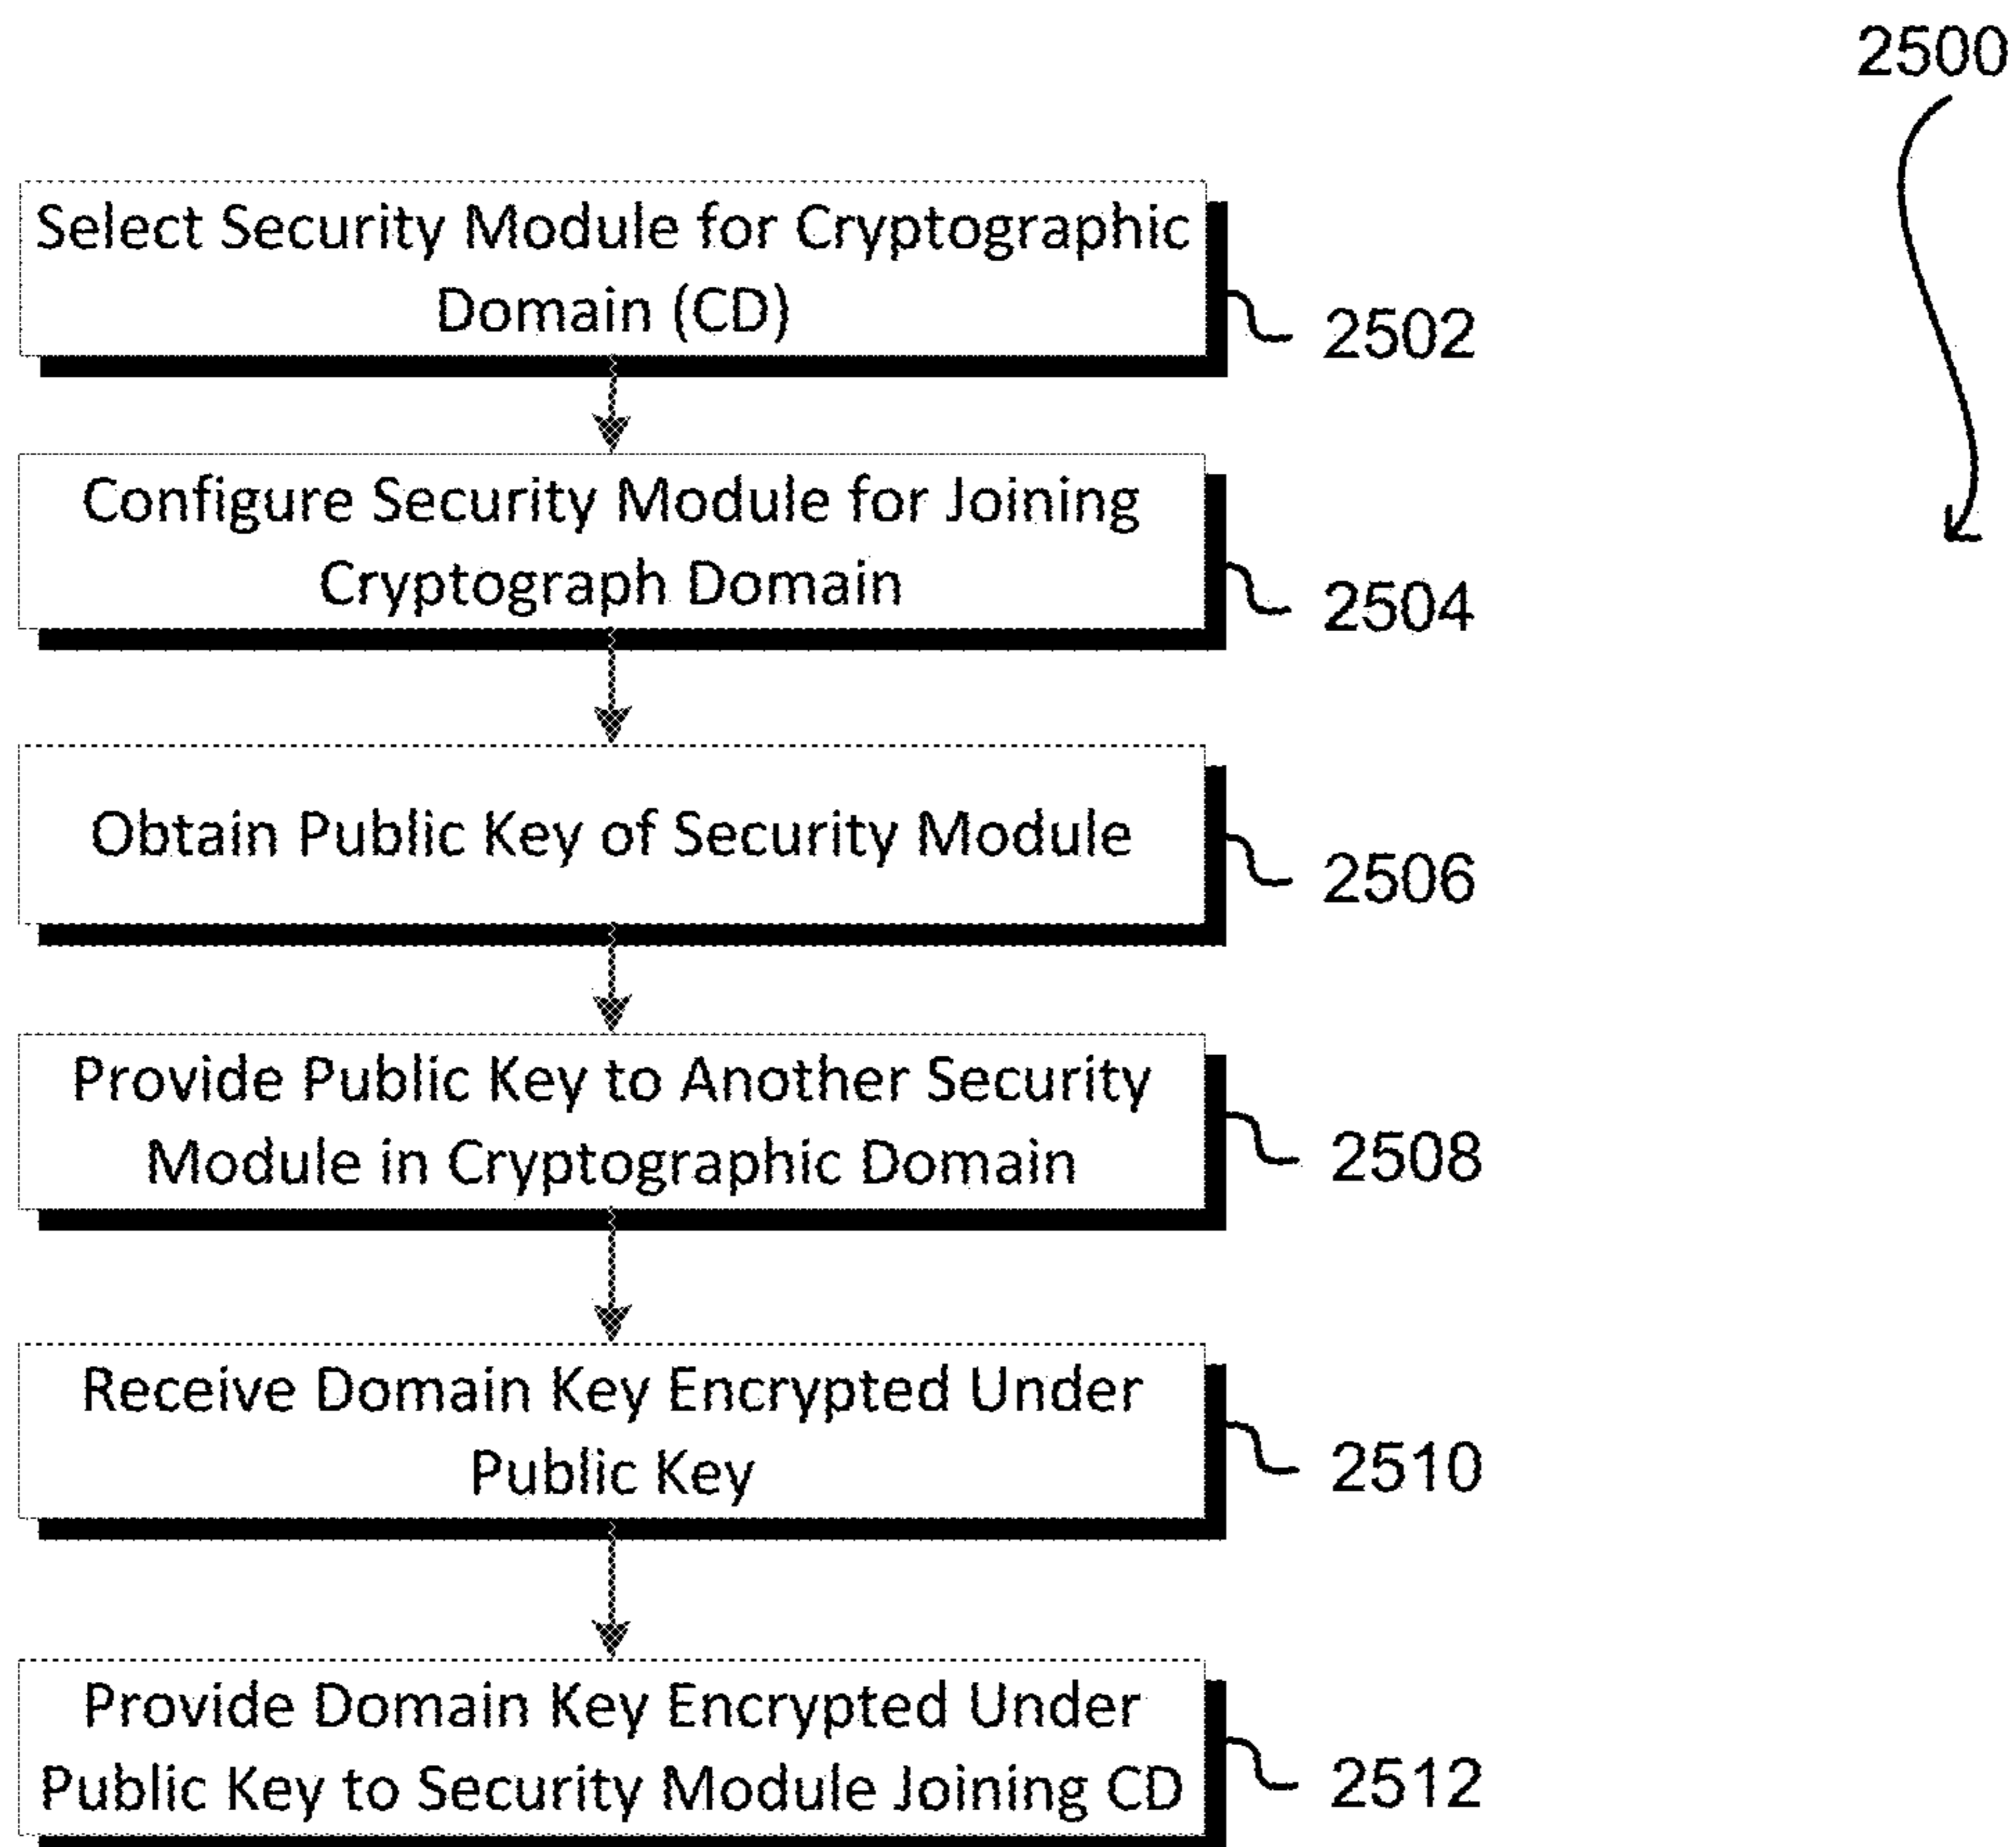 2500
Select Security Module for Cryptographic
Domain (CD)
2502
Configure Security Module for Joining
Cryptograph Domain
2504
Obtain Public Key of Security Module
2506
Provide Public Key to Another Security
Module in Cryptographic Domain
2508
Receive Domain Key Encrypted Under
Public Key
2510
Provide Domain Key Encrypted Under
Public Key to Security Module Joining CD
2512